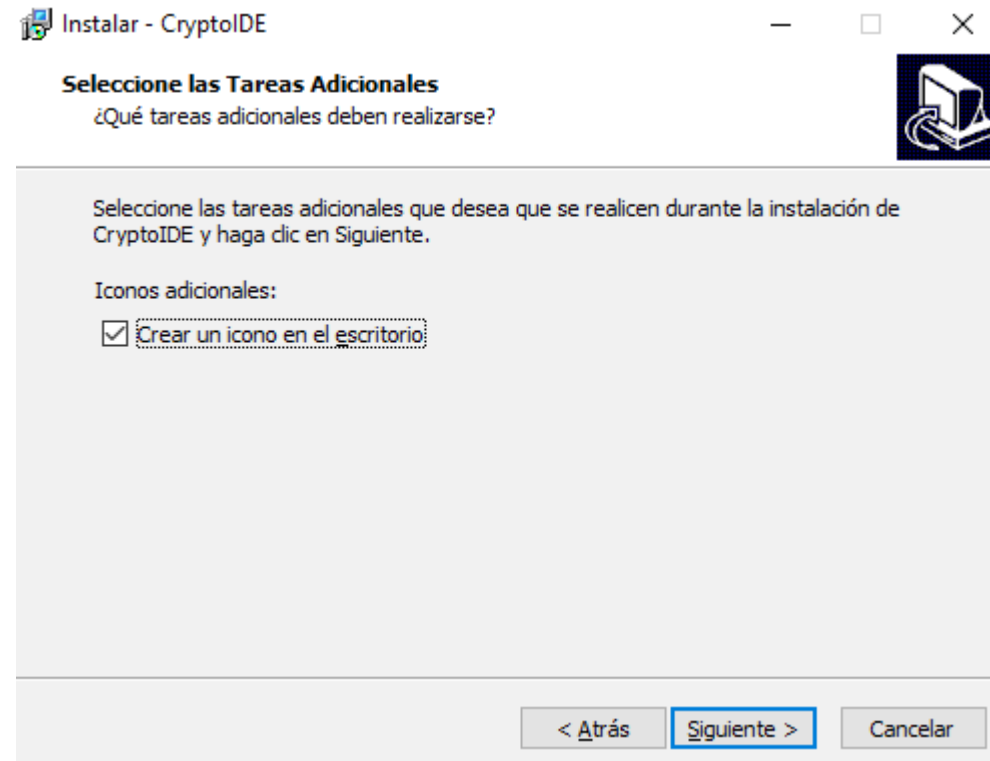 Instalar - CryptoIDE
Seleccione las Tareas Adicionales
¿Qué tareas adicionales deben realizarse?
Seleccione las tareas adicionales que desea que se realicen durante la instalación de
CryptoIDE y haga clic en Siguiente.
Iconos adicionales:
Crear un icono en el escritorio
< Atrás
Siguiente >
Cancelar